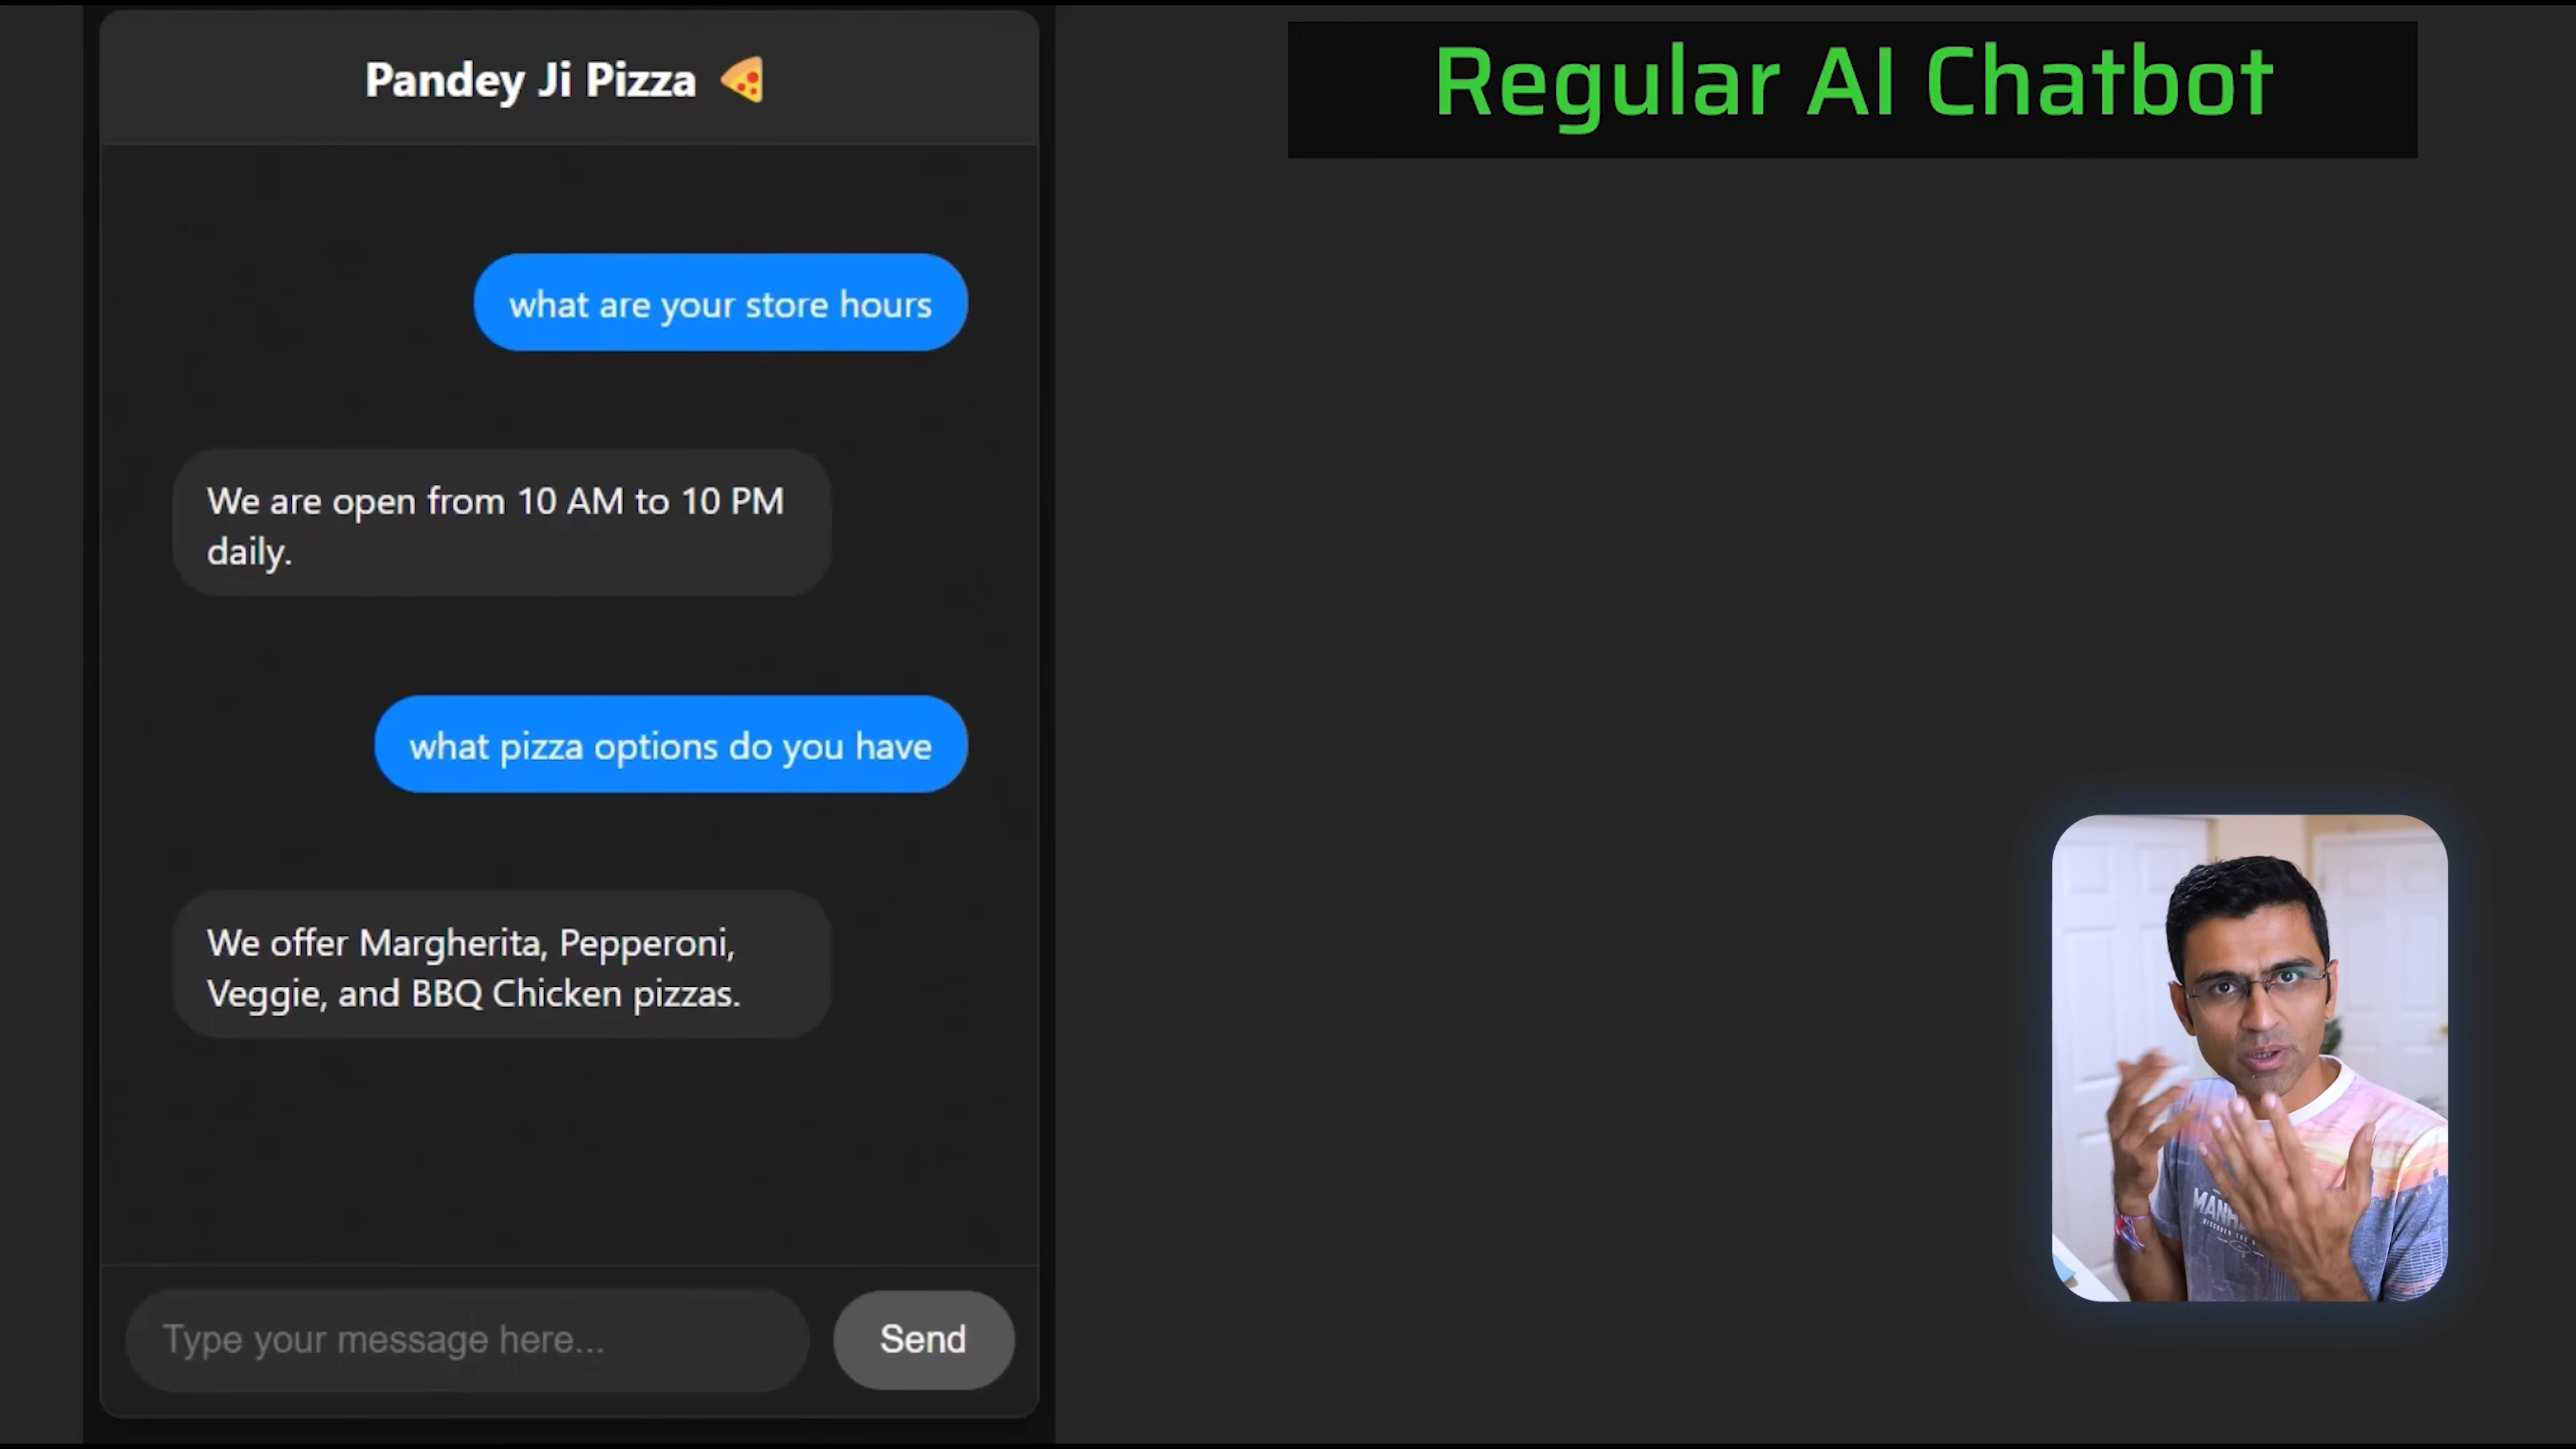 Pandey Ji Pizza 🍕
Regular AI Chatbot
what are your store hours
We are open from 10 AM to 10 PM
daily.
what pizza options do you have
We offer Margherita, Pepperoni,
Veggie, and BBQ Chicken pizzas.
Type your message here...
Send